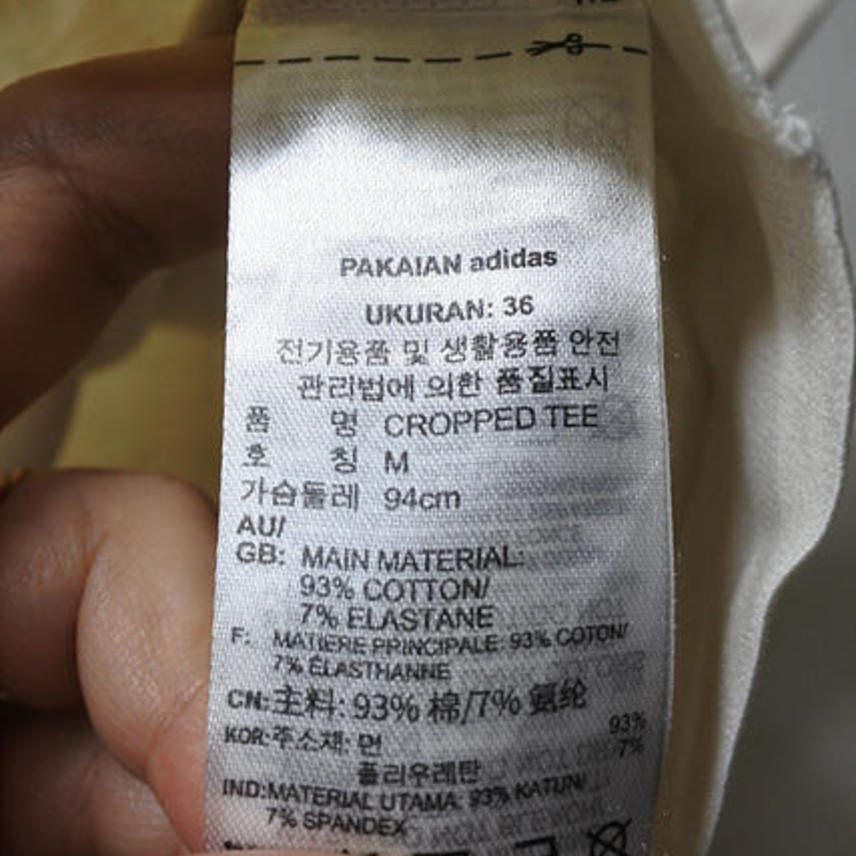 PAKAIAN adidas
UKURAN: 36
전기용품 및 생활용품 안전
관리법에 의한 품질표시
품 명 CROPPED TEE
호 칭 M
가슴둘레 94cm
AU/
GB: MAIN MATERIAL:
93% COTTON/
7% ELASTANE
F: MATIERE PRINCIPALE: 93% COTON/
7% ÉLASTHANNE
CN:主料: 93% 棉/7% 氨纶
KOR:주소재: 면 93%
폴리우레탄 7%
IND:MATERIAL UTAMA: 93% KATUN/
7% SPANDEX